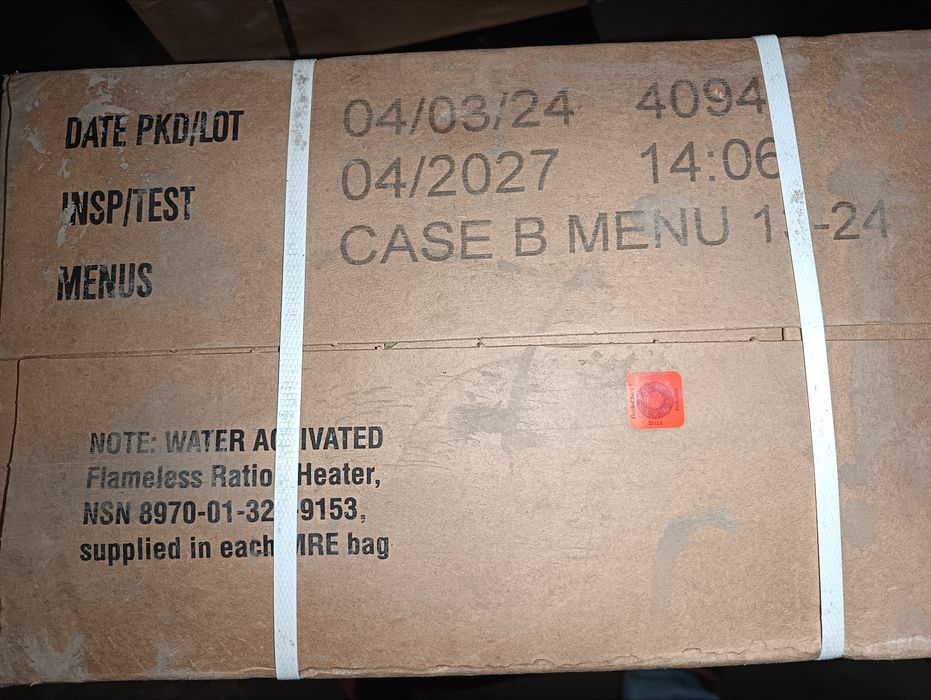 DATE PKD/LOT 04/03/24 4094
INSP/TEST 04/2027 14:06
MENUS CASE B MENU -24
NOTE: WATER
Flameless Heater,
NSN
supplied in each MRE bag